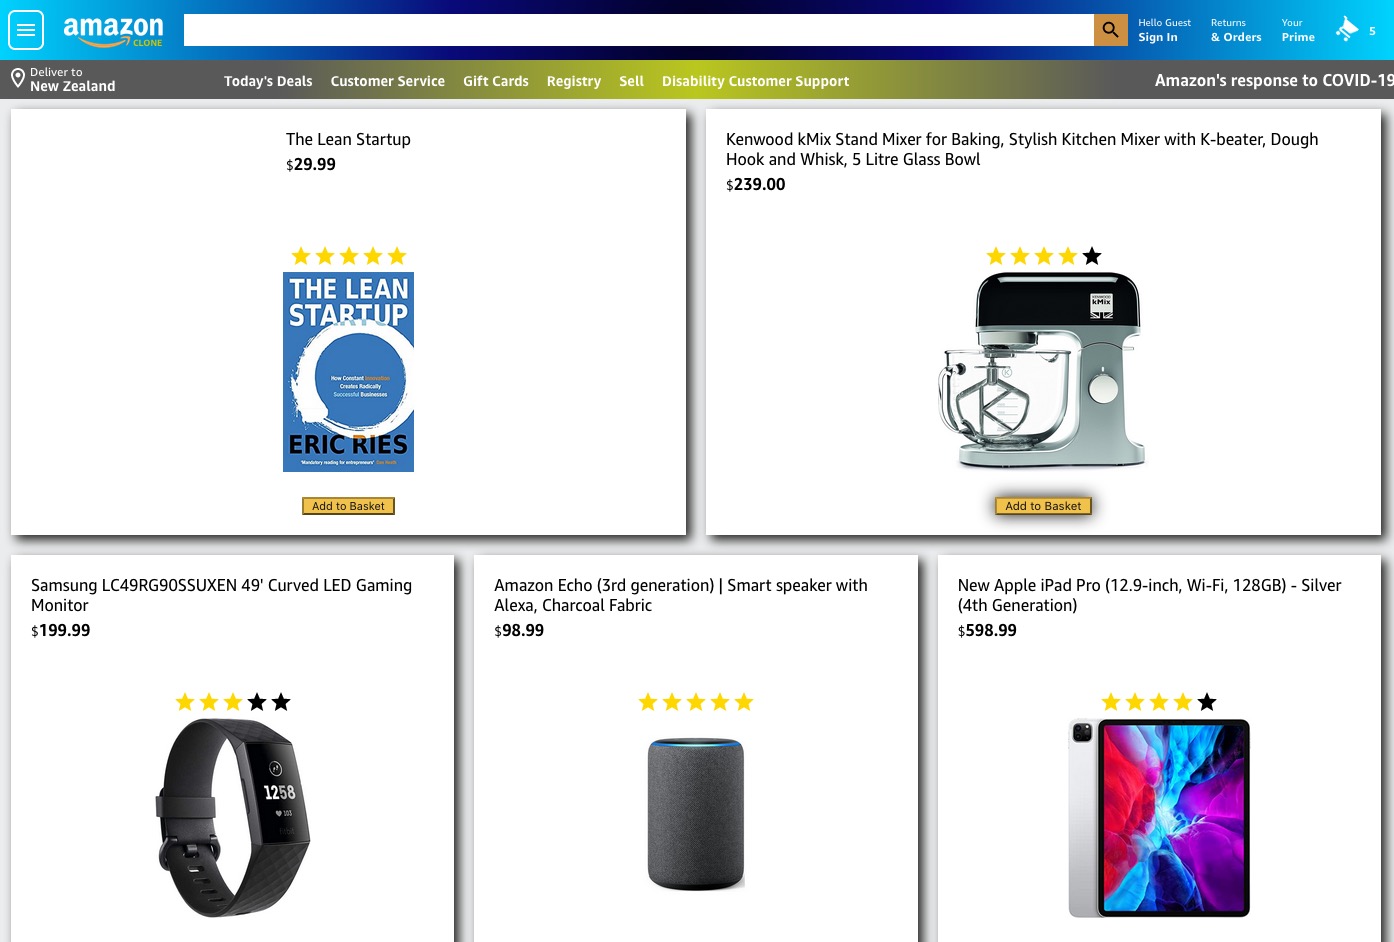 amazon
CLONE
Hello Guest
Sign In
Returns
& Orders
Your
Prime
5
Deliver to
New Zealand
Today's Deals
Customer Service
Gift Cards
Registry
Sell
Disability Customer Support
Amazon's response to COVID-19
The Lean Startup
$29.99
THE LEAN
STARTUP
How Constant Innovation
Creates Radically
Successful Businesses
ERIC RIES
'Mandatory reading for entrepreneurs'
Add to Basket
Kenwood kMix Stand Mixer for Baking, Stylish Kitchen Mixer with K-beater, Dough
Hook and Whisk, 5 Litre Glass Bowl
$239.00
KENWOOD
kMix
Add to Basket
Samsung LC49RG90SSUXEN 49' Curved LED Gaming
Monitor
$199.99
1258
103
fitbit
Amazon Echo (3rd generation) | Smart speaker with
Alexa, Charcoal Fabric
$98.99
New Apple iPad Pro (12.9-inch, Wi-Fi, 128GB) - Silver
(4th Generation)
$598.99